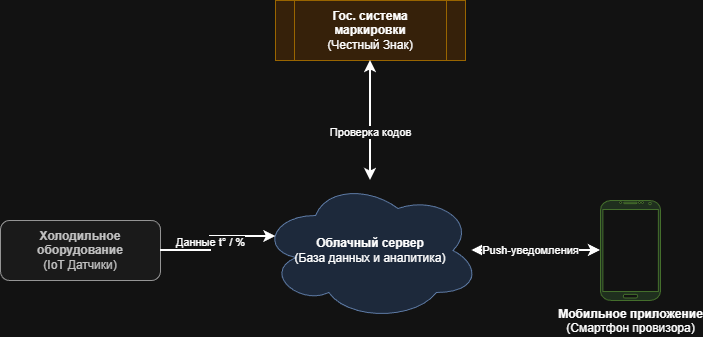 Гос. система
маркировки
(Честный Знак)
Проверка кодов
Холодильное
оборудование
(IoT Датчики)
Данные t° / %
Облачный сервер
(База данных и аналитика)
Push-уведомления
Мобильное приложение
(Смартфон провизора)